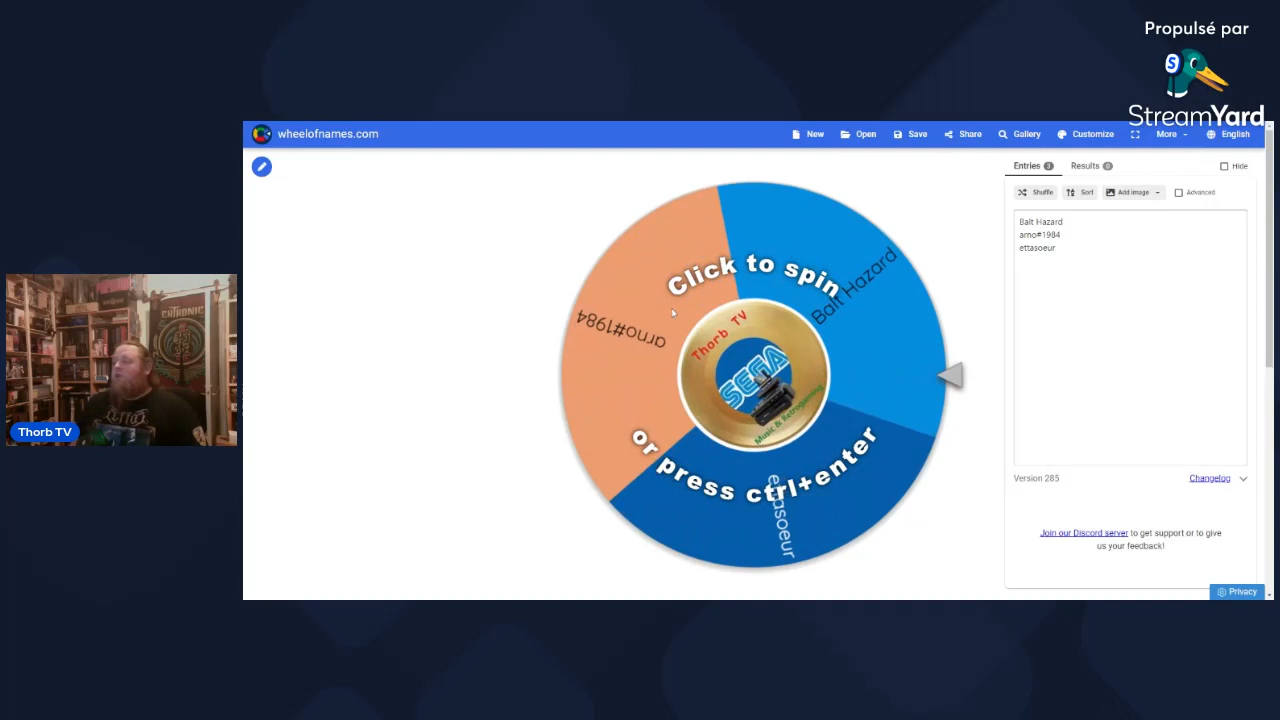 Propulsé par
StreamYard
wheelofnames.com
New
Open
Save
Share
Gallery
Customize
More
English
Entries 3
Results 0
Hide
Shuffle
Sort
Add image
Advanced
Balt Hazard
arno#1984
ettasoeur
Click to spin
or press ctrl+enter
Balt Hazard
arno#1984
ettasoeur
Thorb TV
SEGA
Music & Retrogaming
Thorb TV
Version 285
Changelog
Join our Discord server to get support or to give
us your feedback!
Privacy